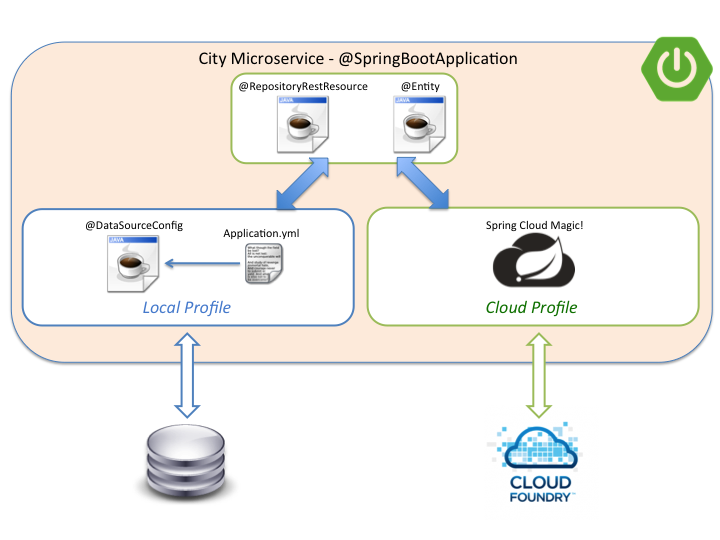 City Microservice - @SpringBootApplication
@RepositoryRestResource
@Entity
JAVA
JAVA
@DataSourceConfig
Application.yml
JAVA
Local Profile
Spring Cloud Magic!
Cloud Profile
CLOUD
FOUNDRY